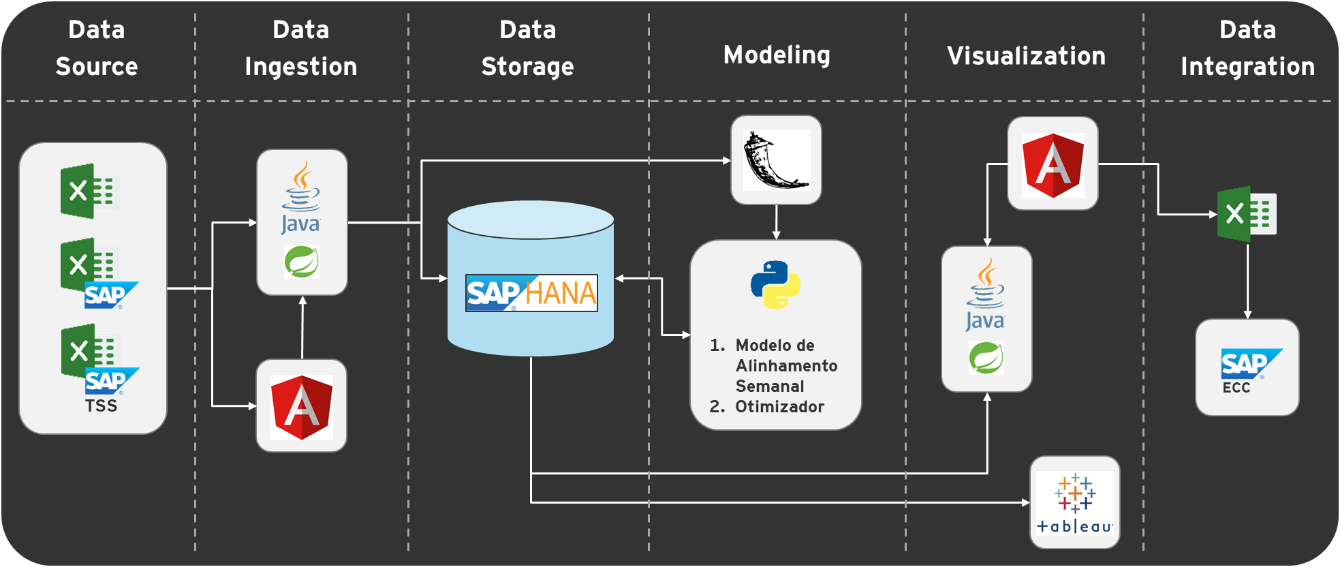 Data
Source
Data
Ingestion
Data
Storage
Modeling
Visualization
Data
Integration
X
X
SAP®
X
SAP®
TSS
Java
A
SAP® HANA
1. Modelo de
Alinhamento
Semanal
2. Otimizador
A
Java
+ableau
X
SAP®
ECC